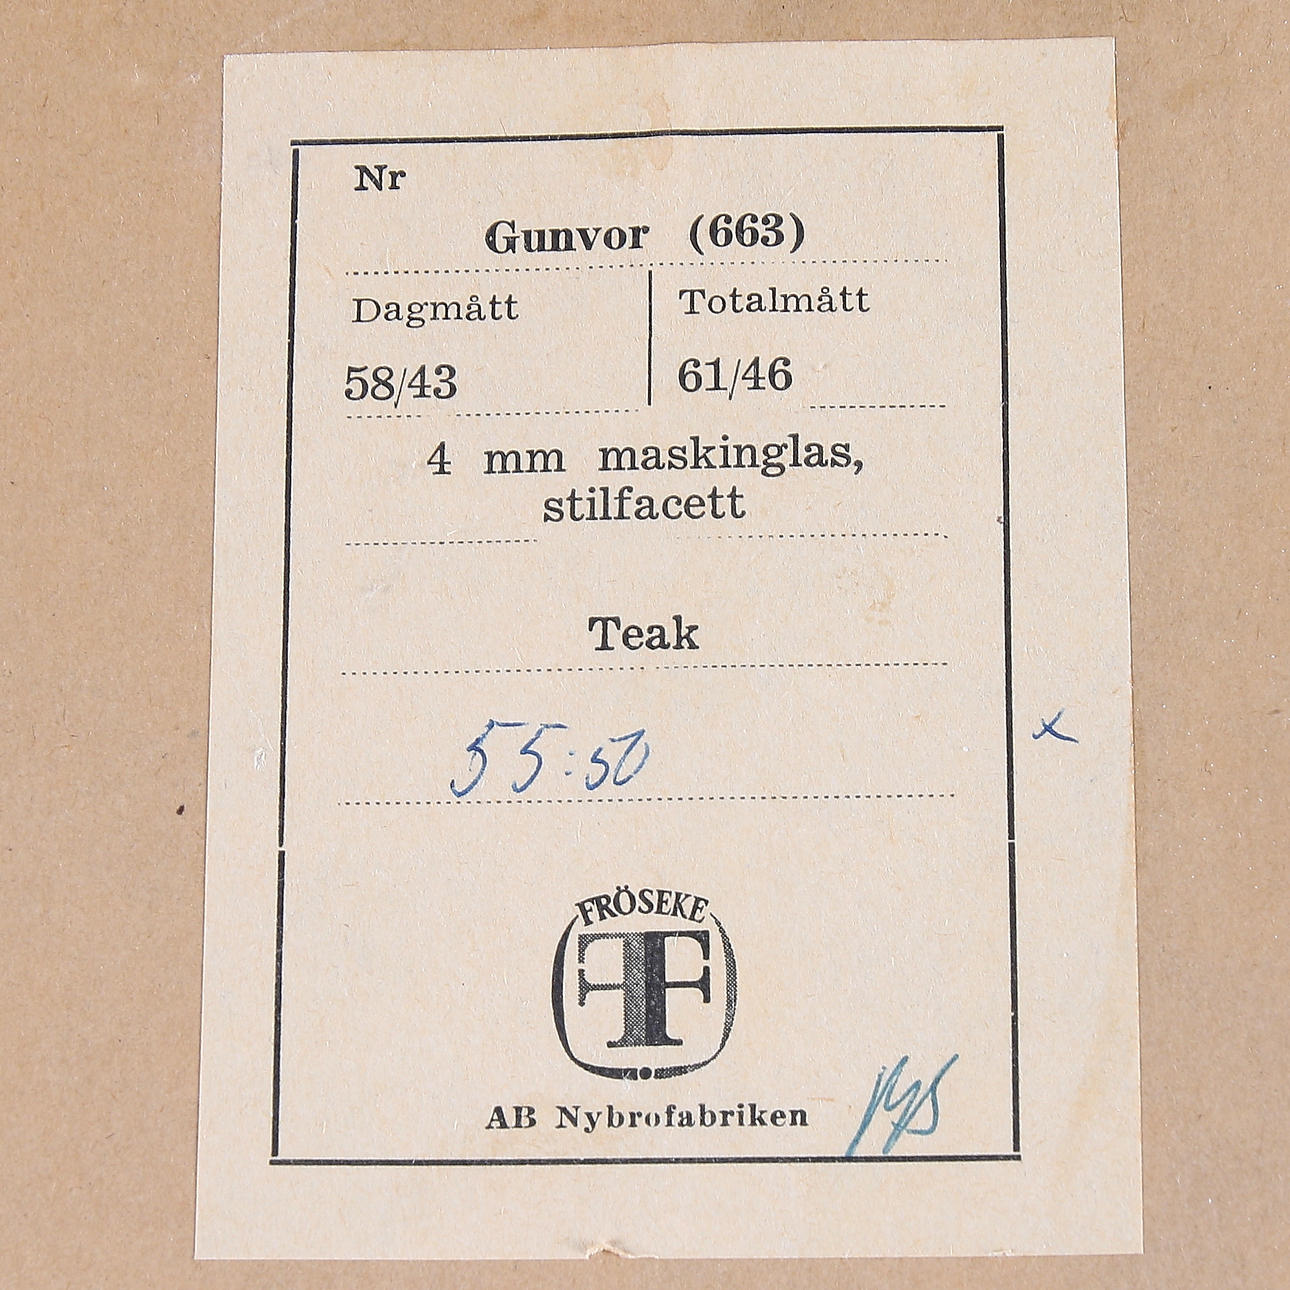 Nr
Gunvor (663)
Dagmått Totalmått
58/43 61/46
4 mm maskinglas,
stilfacett
Teak
55:50 x
FRÖSEKE
FF
AB Nybrofabriken